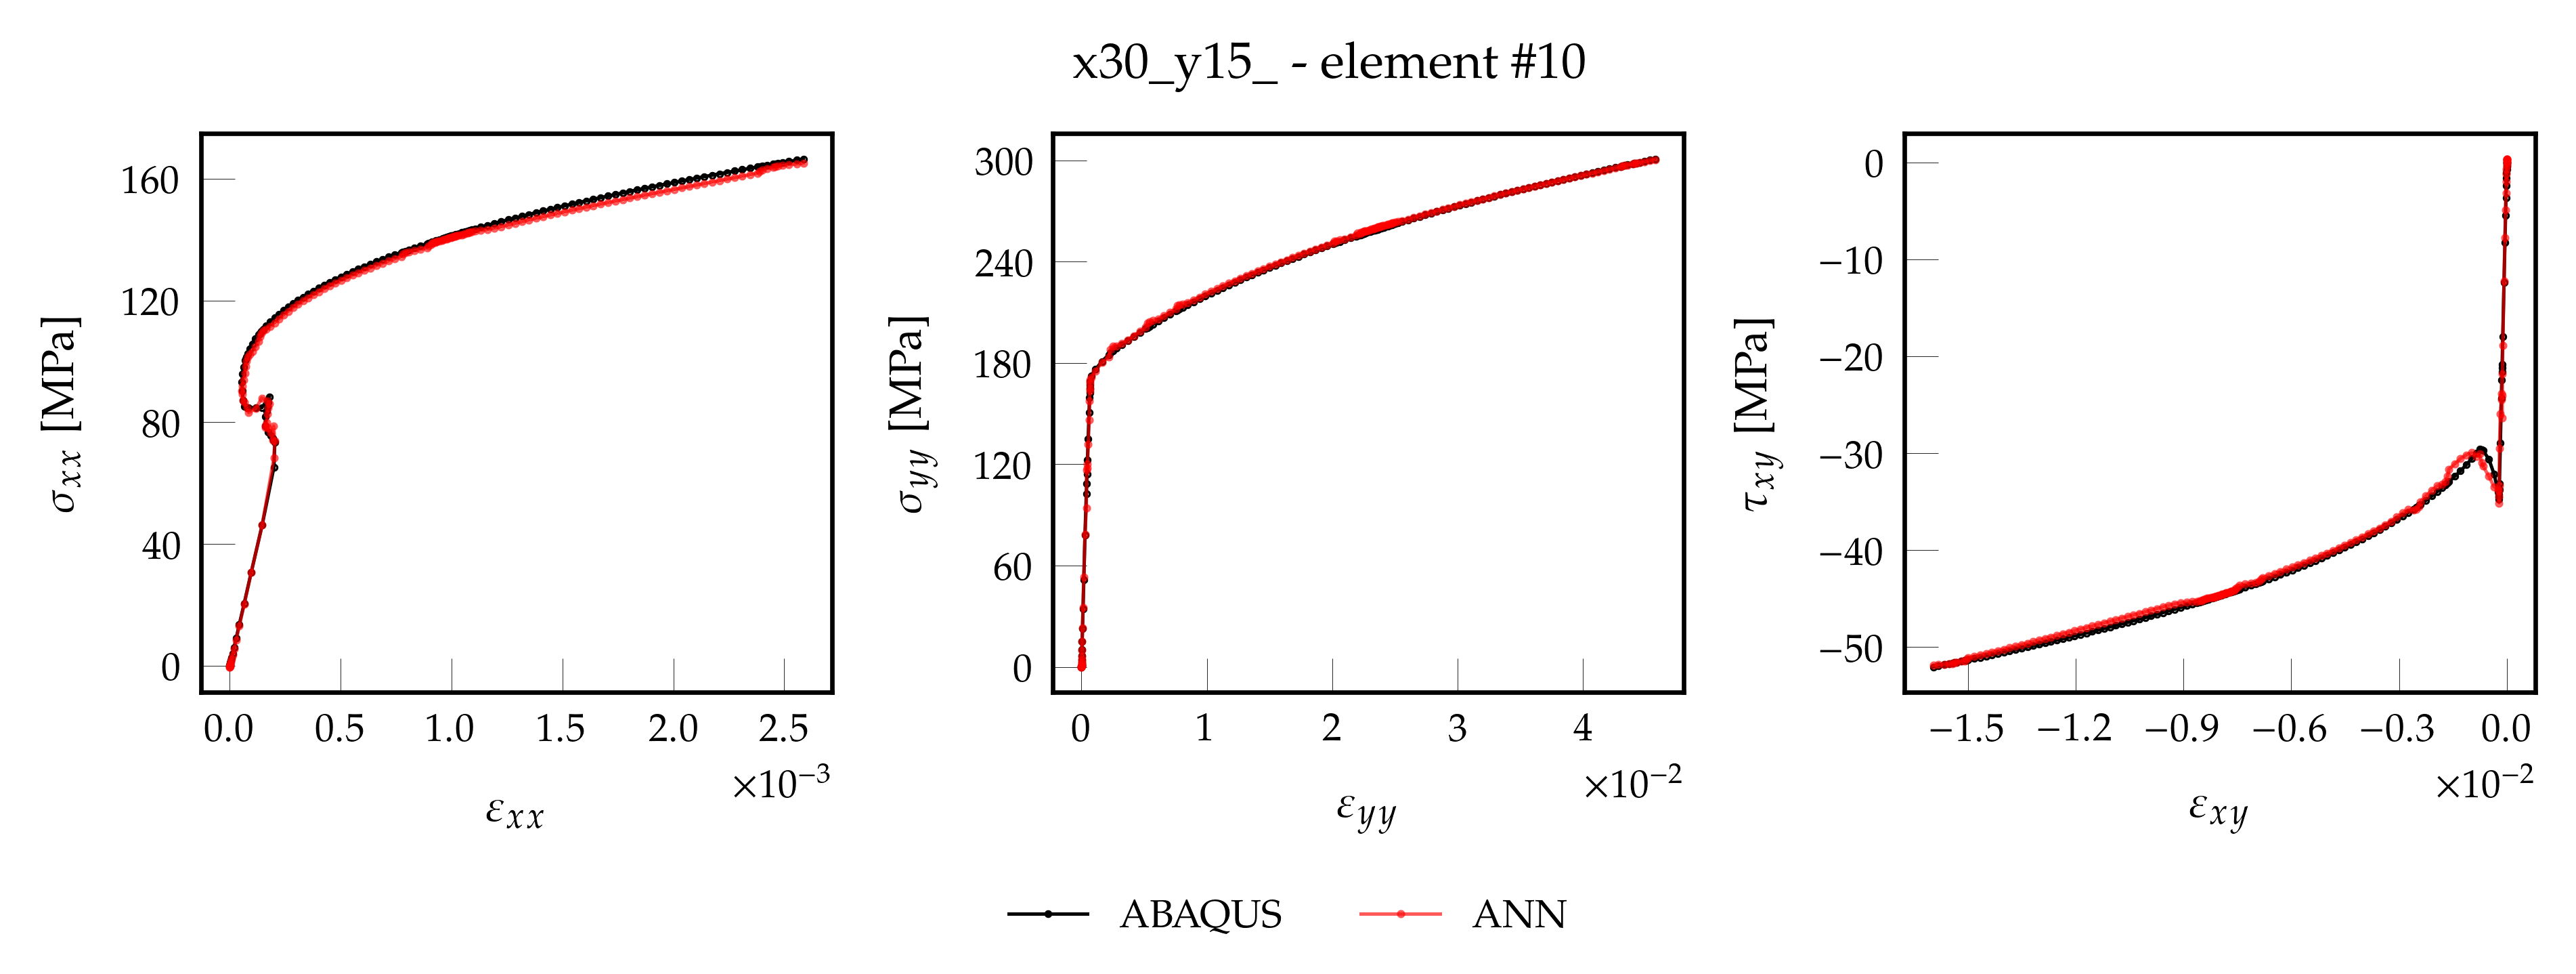 x30_y15_ - element #10
σxx [MPa]
160
120
80
40
0
0.0 0.5 1.0 1.5 2.0 2.5
×10⁻³
εxx
σyy [MPa]
300
240
180
120
60
0
0 1 2 3 4
×10⁻²
εyy
τxy [MPa]
0
−10
−20
−30
−40
−50
−1.5 −1.2 −0.9 −0.6 −0.3 0.0
×10⁻²
εxy
ABAQUS ANN